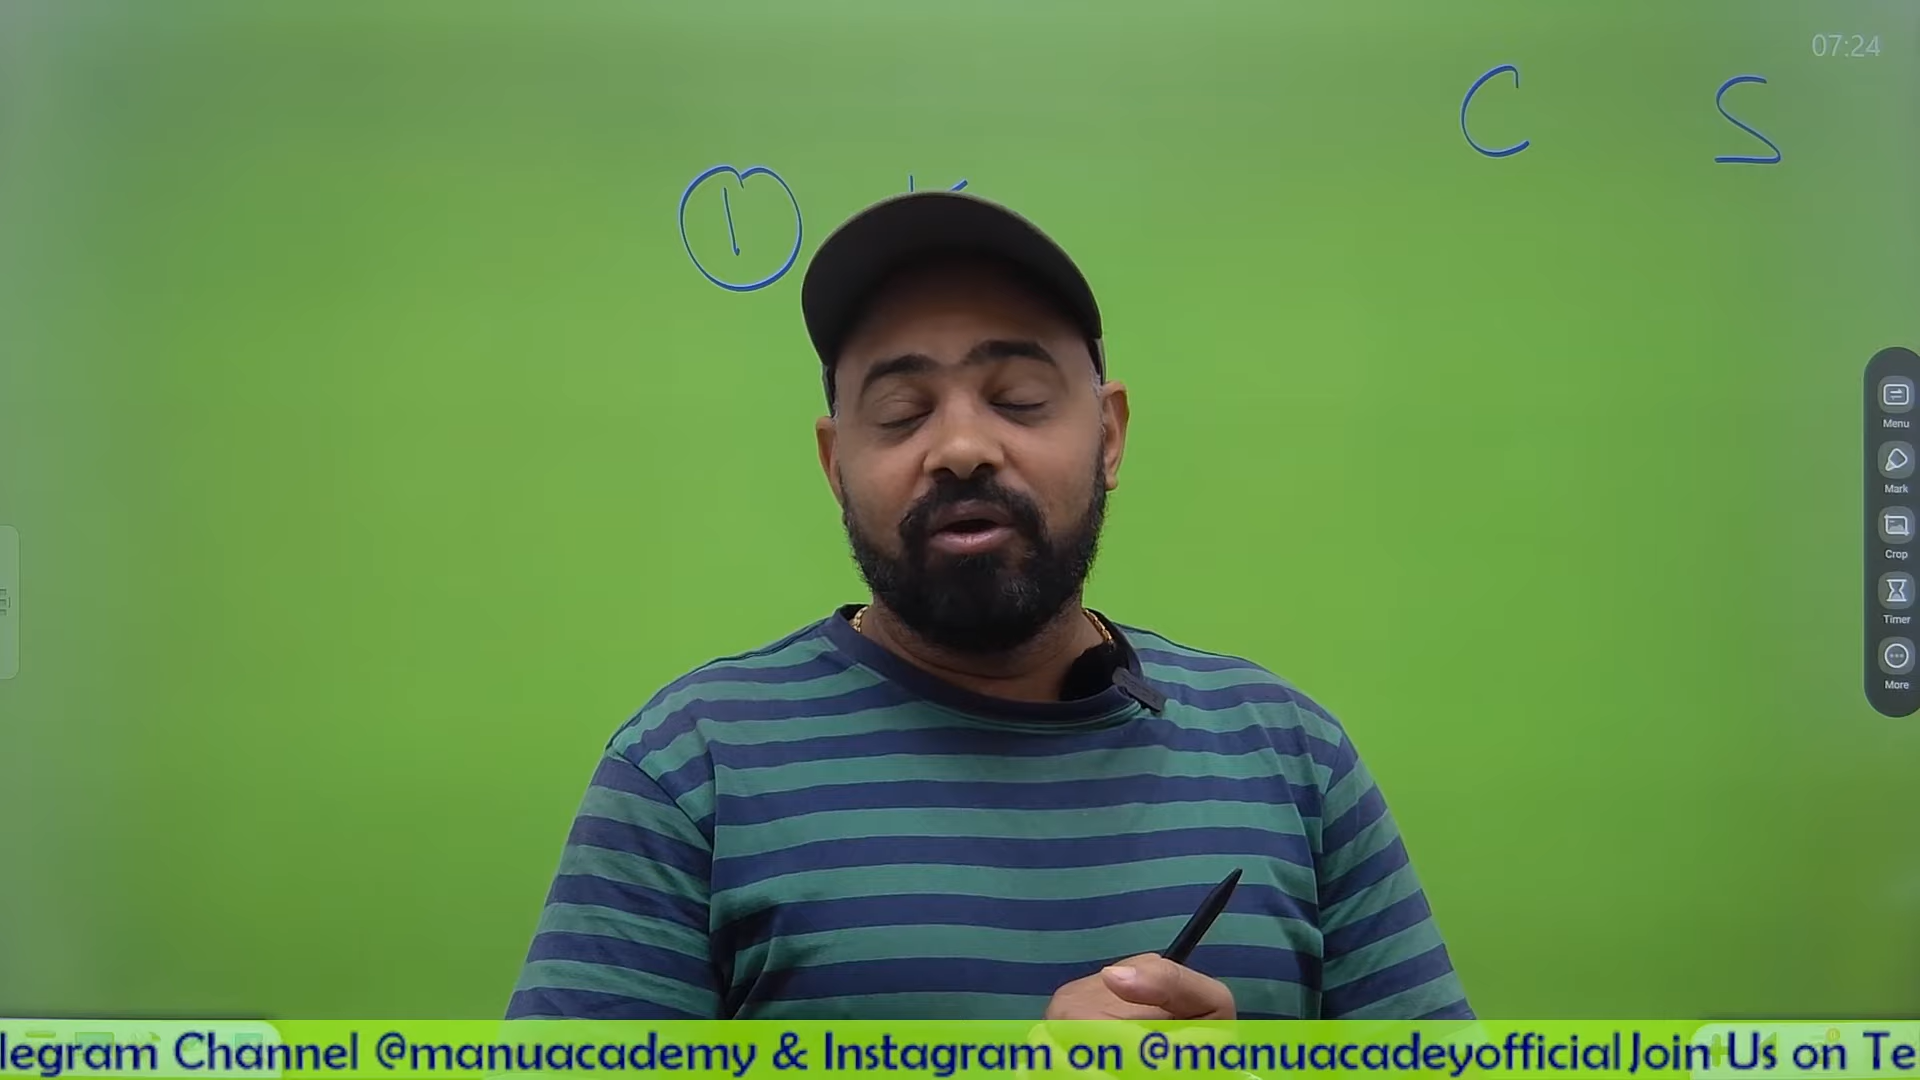 07:24
C S
1
Menu
Mark
Crop
Timer
More
legram Channel @manuacademy & Instagram on @manuacadeyofficial Join Us on Te